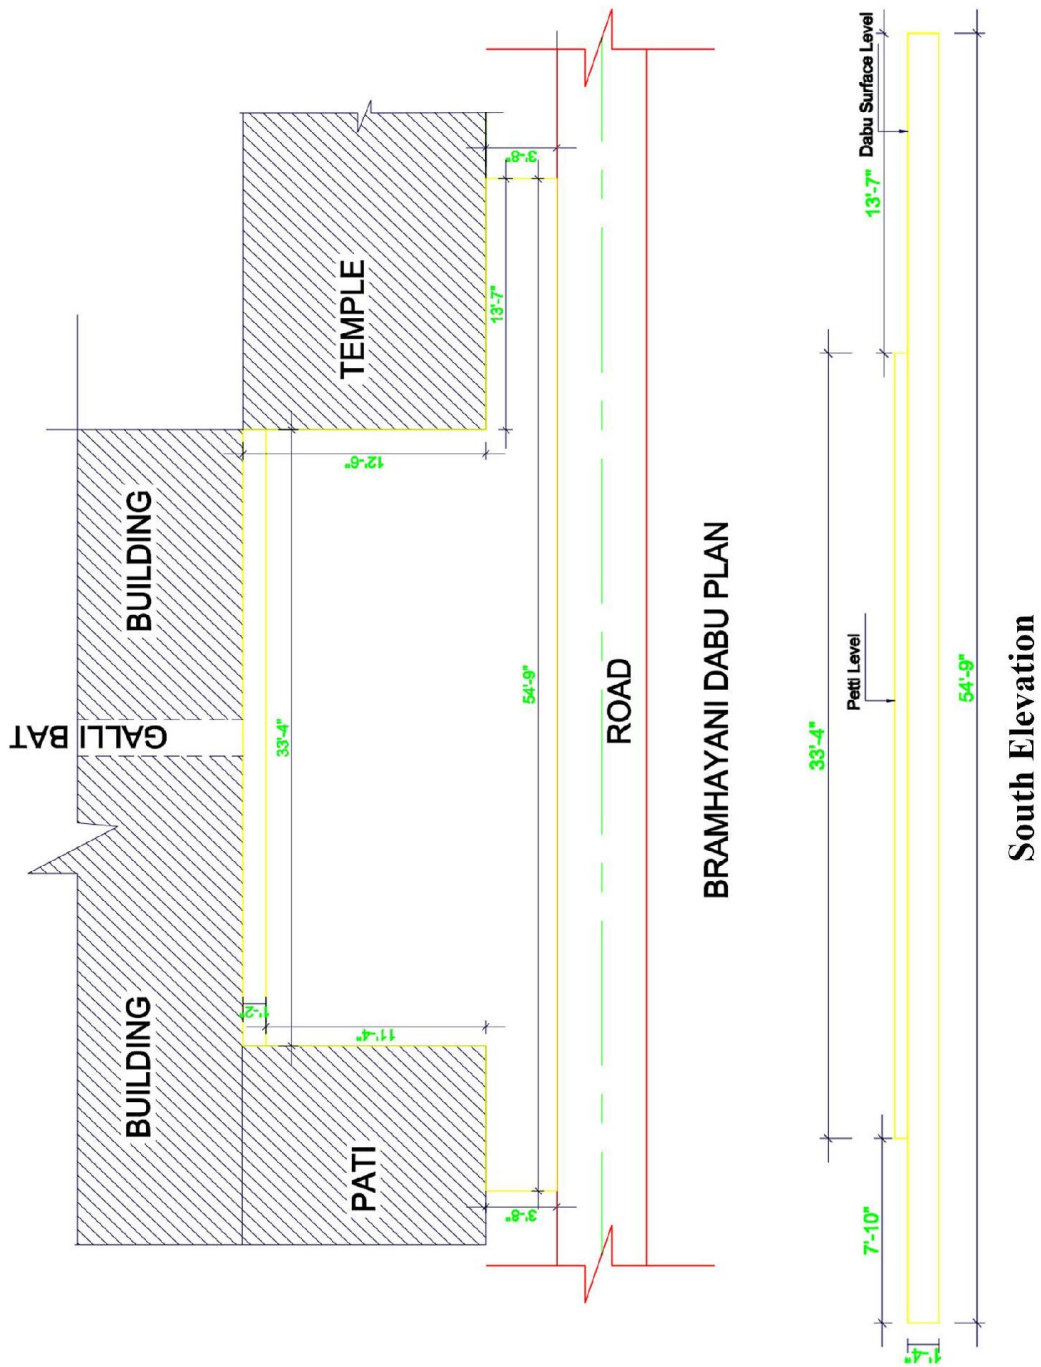 GALLI BAT
BUILDING
BUILDING
PATI
TEMPLE
33'-4"
1'-2"
11'-4"
12'-6"
13'-7"
3'-8"
3'-8"
54'-9"
ROAD
BRAMHAYANI DABU PLAN
33'-4"
7'-10"
Petti Level
13'-7"
Dabu Surface Level
1'-4"
54'-9"
South Elevation